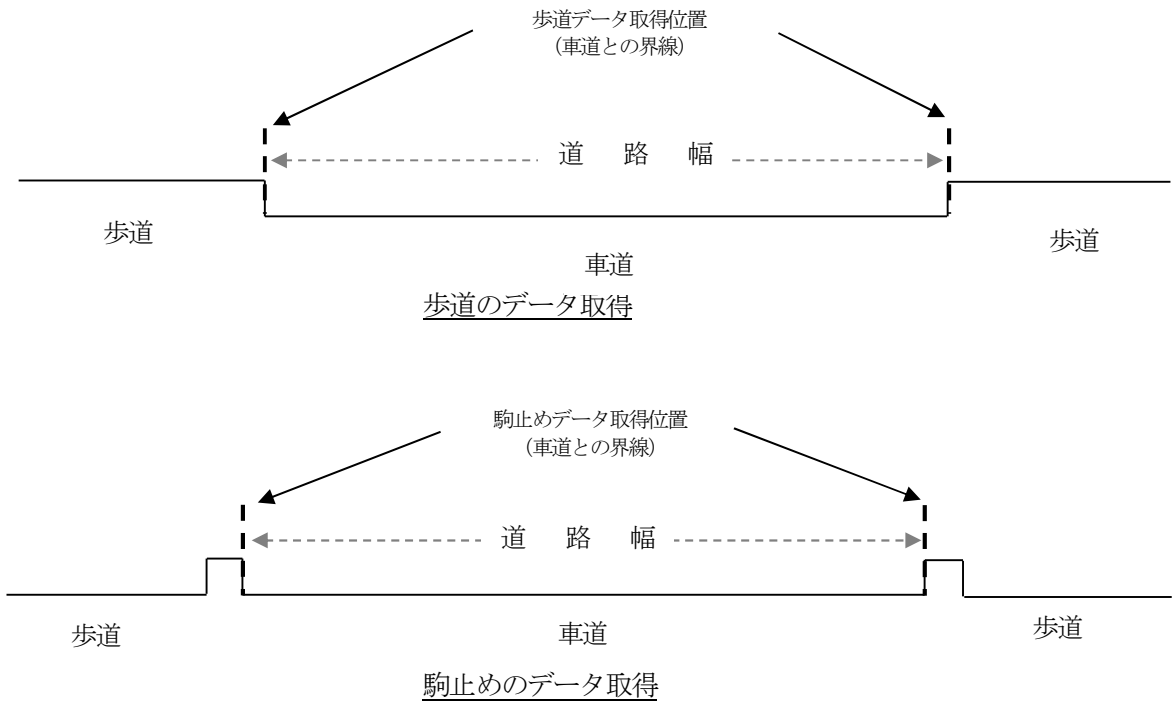 歩道データ取得位置
（車道との界線）
道　路　幅
歩道
歩道
車道
歩道のデータ取得
駒止めデータ取得位置
（車道との界線）
道　路　幅
歩道
車道
歩道
駒止めのデータ取得